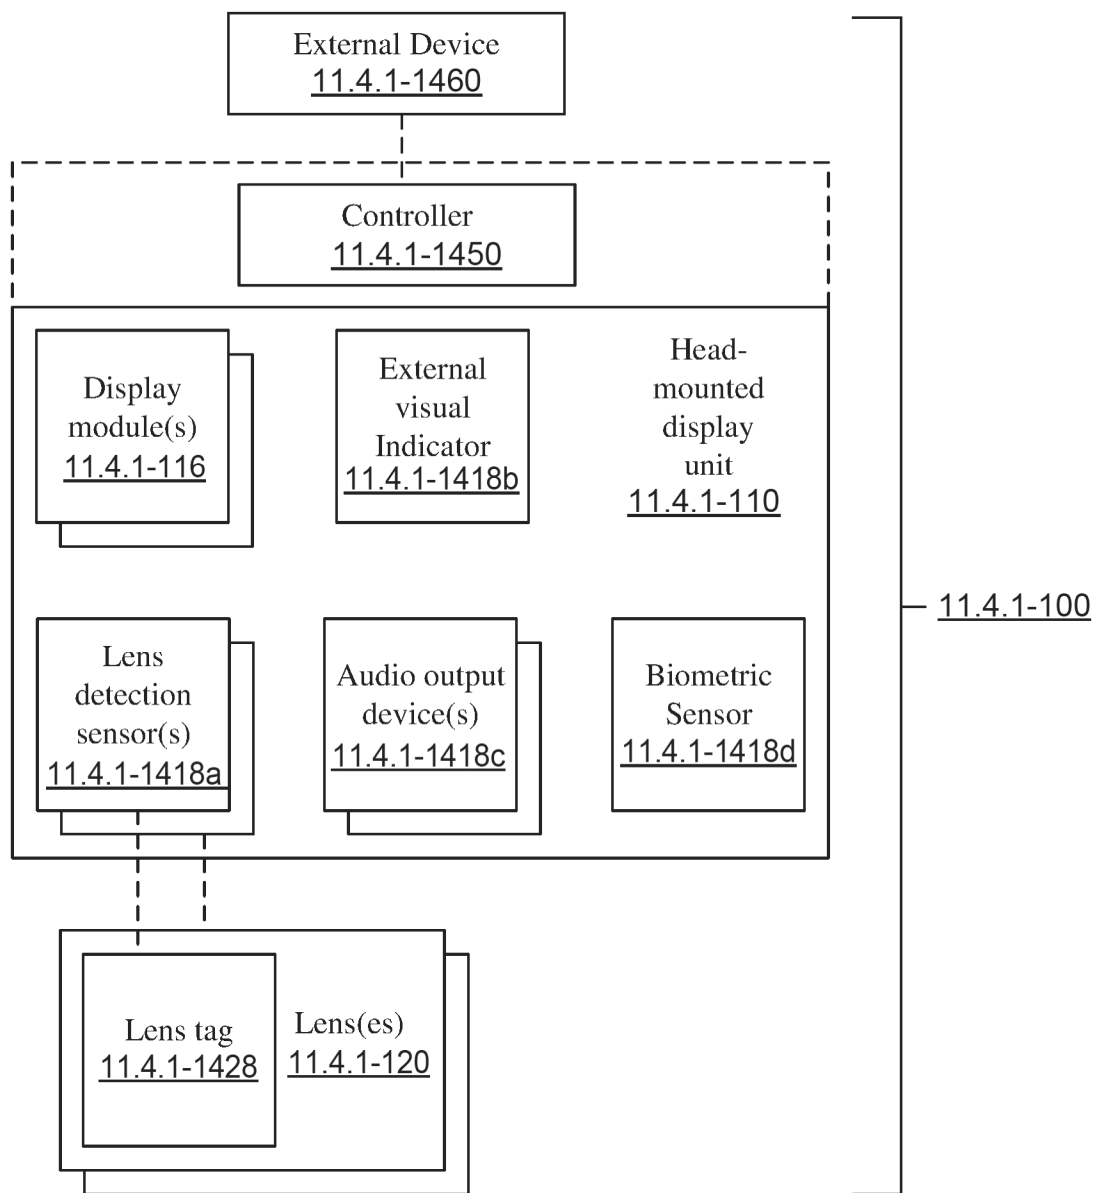 External Device
11.4.1-1460
Controller
11.4.1-1450
Display
module(s)
11.4.1-116
External
visual
Indicator
11.4.1-1418b
Head-
mounted
display
unit
11.4.1-110
11.4.1-100
Lens
detection
sensor(s)
11.4.1-1418a
Audio output
device(s)
11.4.1-1418c
Biometric
Sensor
11.4.1-1418d
Lens tag
11.4.1-1428
Lens(es)
11.4.1-120